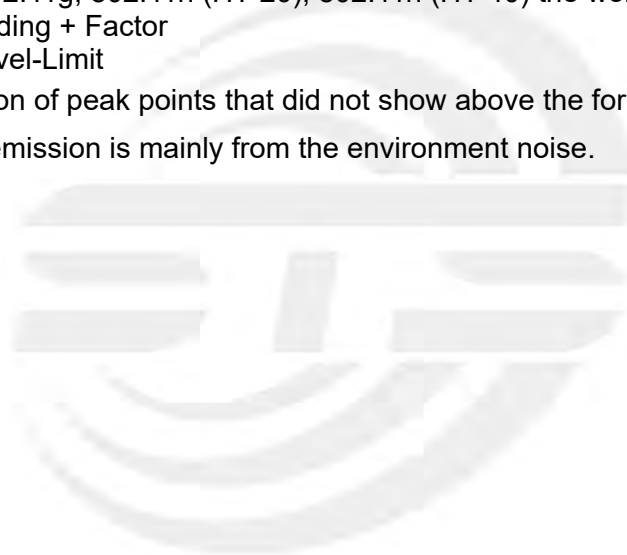 ding + Factor
vel-Limit
on of peak points that did not show above the for
emission is mainly from the environment noise.